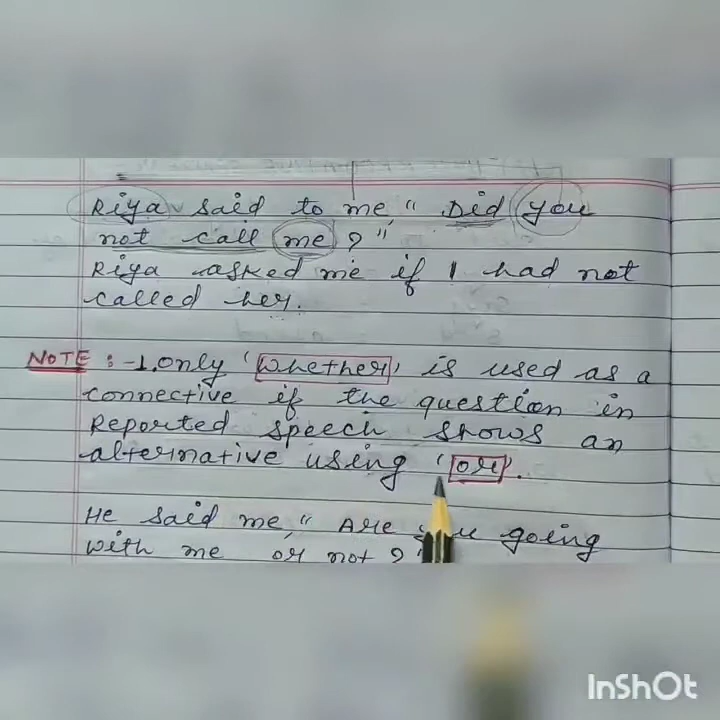 Riya said to me, " Did you
not call me ? "
Riya asked me if I had not
called her.
NOTE : - 1. Only 'whether' is used as a
connective if the question in
Reported speech shows an
alternative using 'or'.
He said me, " Are you going
with me or not ? "
InShOt